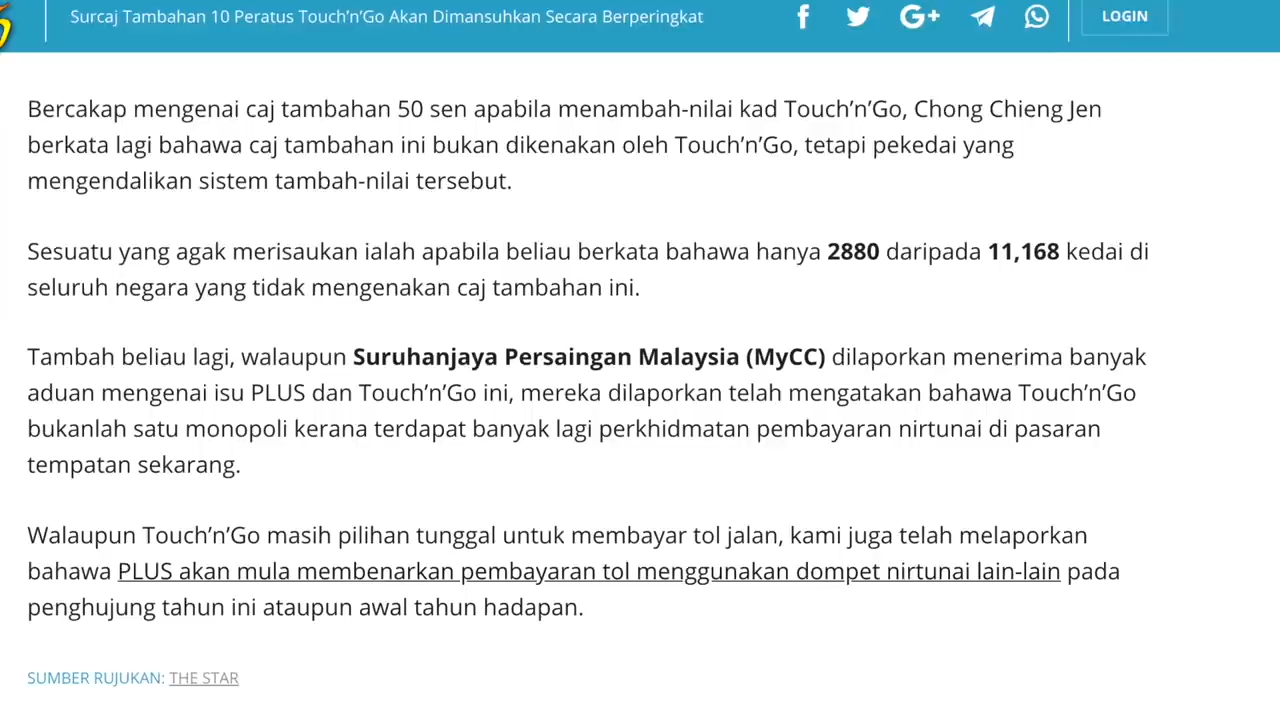 Surcaj Tambahan 10 Peratus Touch’n’Go Akan Dimansuhkan Secara Berperingkat
G+
LOGIN
Bercakap mengenai caj tambahan 50 sen apabila menambah-nilai kad Touch’n’Go, Chong Chieng Jen
berkata lagi bahawa caj tambahan ini bukan dikenakan oleh Touch’n’Go, tetapi pekedai yang
mengendalikan sistem tambah-nilai tersebut.
Sesuatu yang agak merisaukan ialah apabila beliau berkata bahawa hanya 2880 daripada 11,168 kedai di
seluruh negara yang tidak mengenakan caj tambahan ini.
Tambah beliau lagi, walaupun Suruhanjaya Persaingan Malaysia (MyCC) dilaporkan menerima banyak
aduan mengenai isu PLUS dan Touch’n’Go ini, mereka dilaporkan telah mengatakan bahawa Touch’n’Go
bukanlah satu monopoli kerana terdapat banyak lagi perkhidmatan pembayaran nirtunai di pasaran
tempatan sekarang.
Walaupun Touch’n’Go masih pilihan tunggal untuk membayar tol jalan, kami juga telah melaporkan
bahawa PLUS akan mula membenarkan pembayaran tol menggunakan dompet nirtunai lain-lain pada
penghujung tahun ini ataupun awal tahun hadapan.
SUMBER RUJUKAN: THE STAR